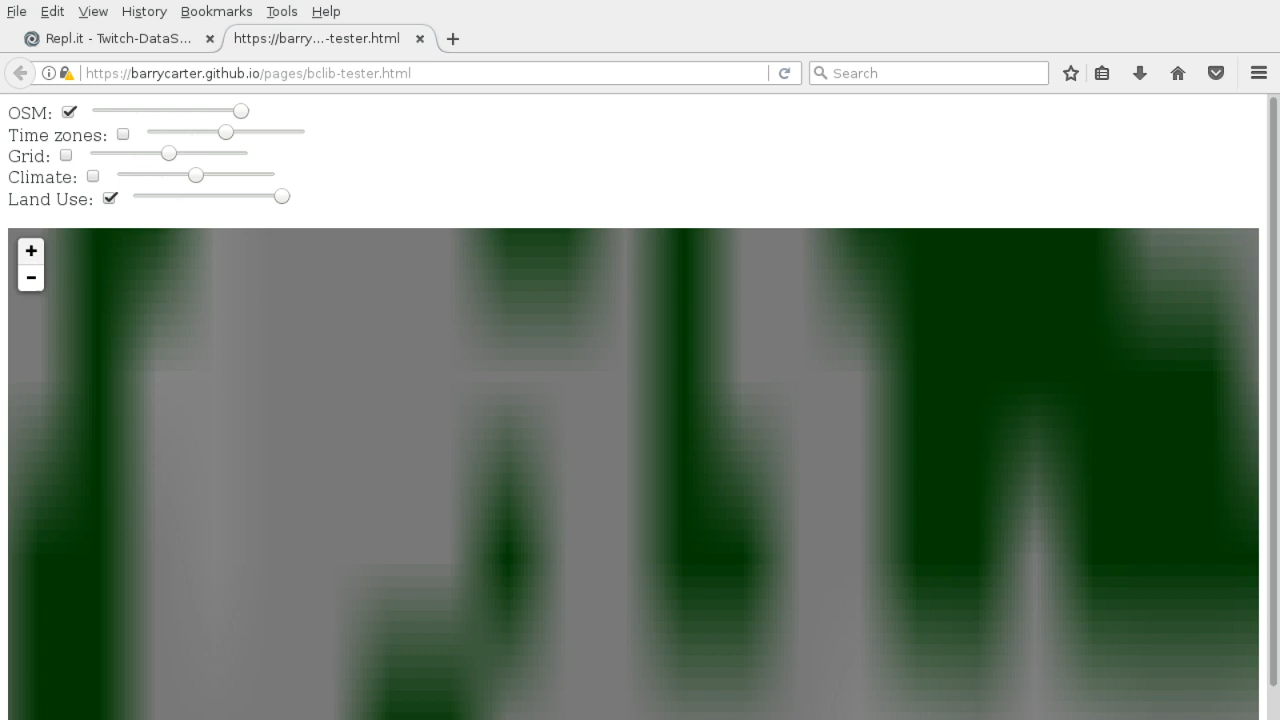 File Edit View History Bookmarks Tools Help
Repl.it - Twitch-DataS...
https://barry...-tester.html
https://barrycarter.github.io/pages/bclib-tester.html
Search
OSM:
Time zones:
Grid:
Climate:
Land Use:
+
-